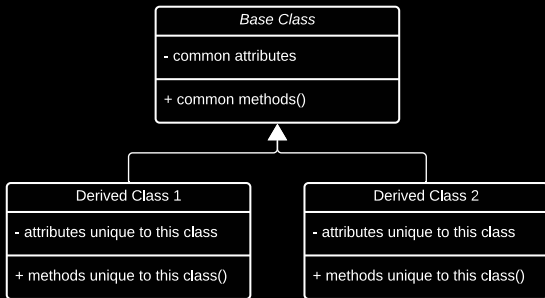 Base Class
- common attributes
+ common methods()
Derived Class 1
- attributes unique to this class
+ methods unique to this class()
Derived Class 2
- attributes unique to this class
+ methods unique to this class()